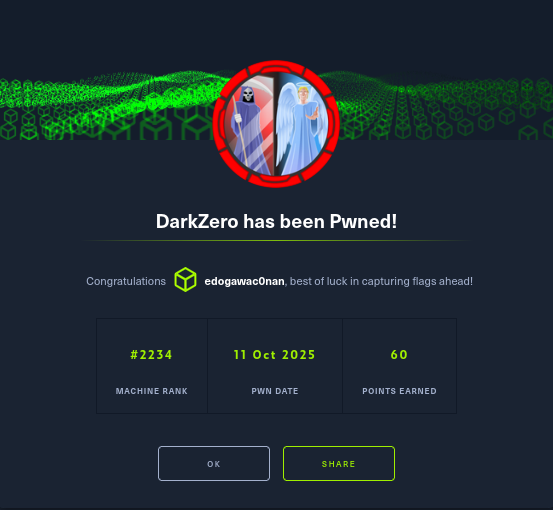 DarkZero has been Pwned!
Congratulations edogawac0nan, best of luck in capturing flags ahead!
#2234 11 Oct 2025 60
MACHINE RANK PWN DATE POINTS EARNED
OK SHARE